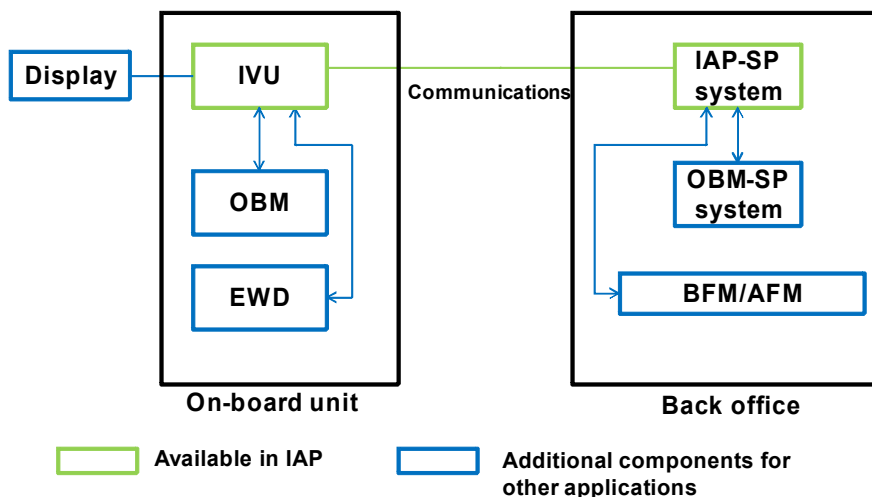 Display
IVU
Communications
IAP-SP
system
OBM
OBM-SP
system
EWD
BFM/AFM
On-board unit
Back office
Available in IAP
Additional components for
other applications